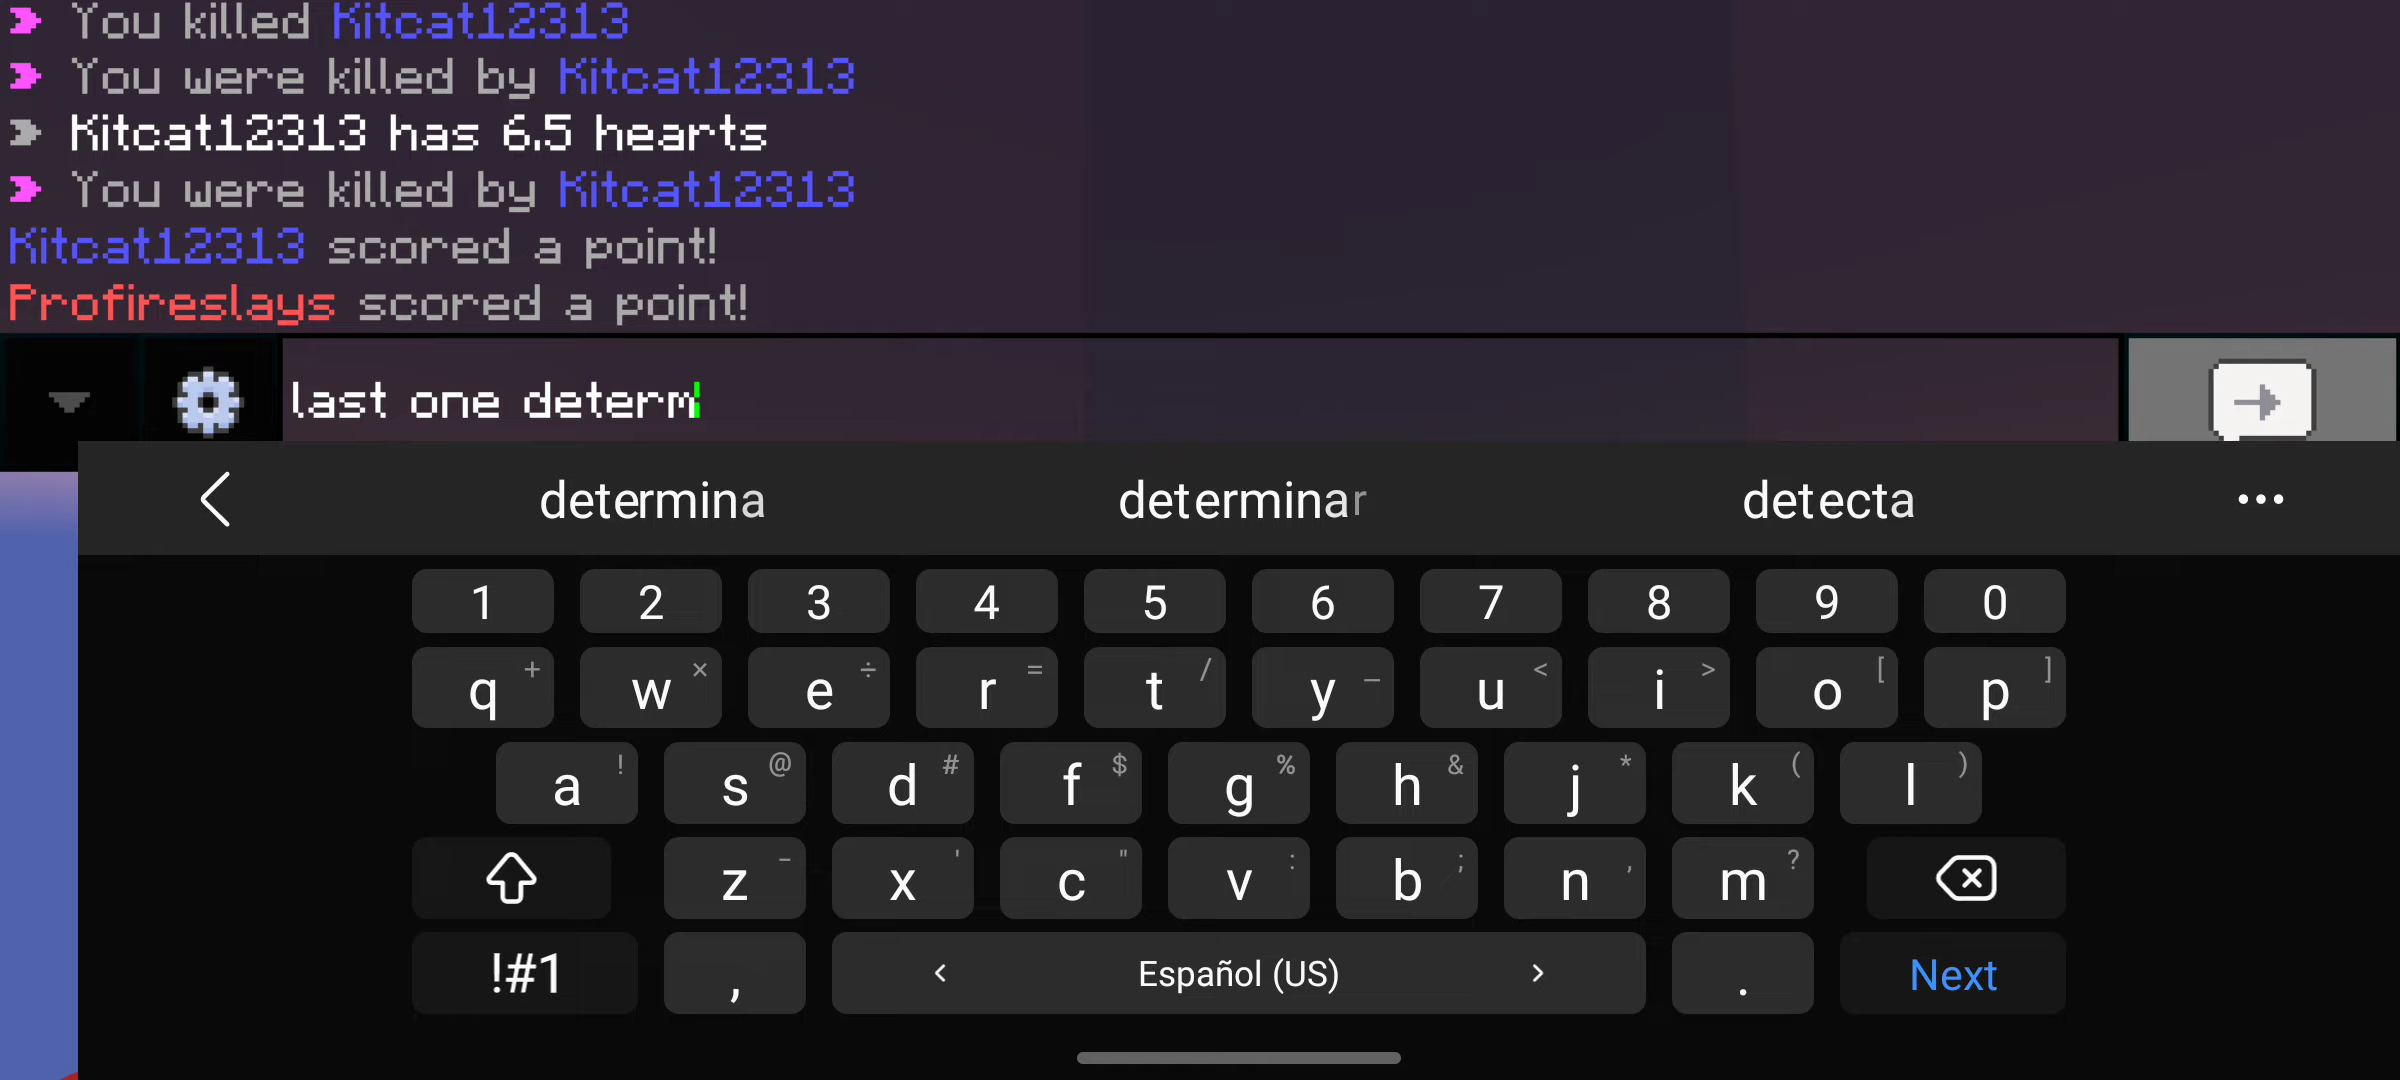 You killed Kitcat12313
You were killed by Kitcat12313
Kitcat12313 has 6.5 hearts
You were killed by Kitcat12313
Kitcat12313 scored a point!
Profireslays scored a point!
last one determ
determina determinar detecta •••
1 2 3 4 5 6 7 8 9 0
q + w × e ÷ r = t / y _ u < i > o [ p ]
a ! s @ d # f $ g % h & j * k ( l )
z - x ' c " v : b ; n , m ?
!#1 , < Español (US) > . Next